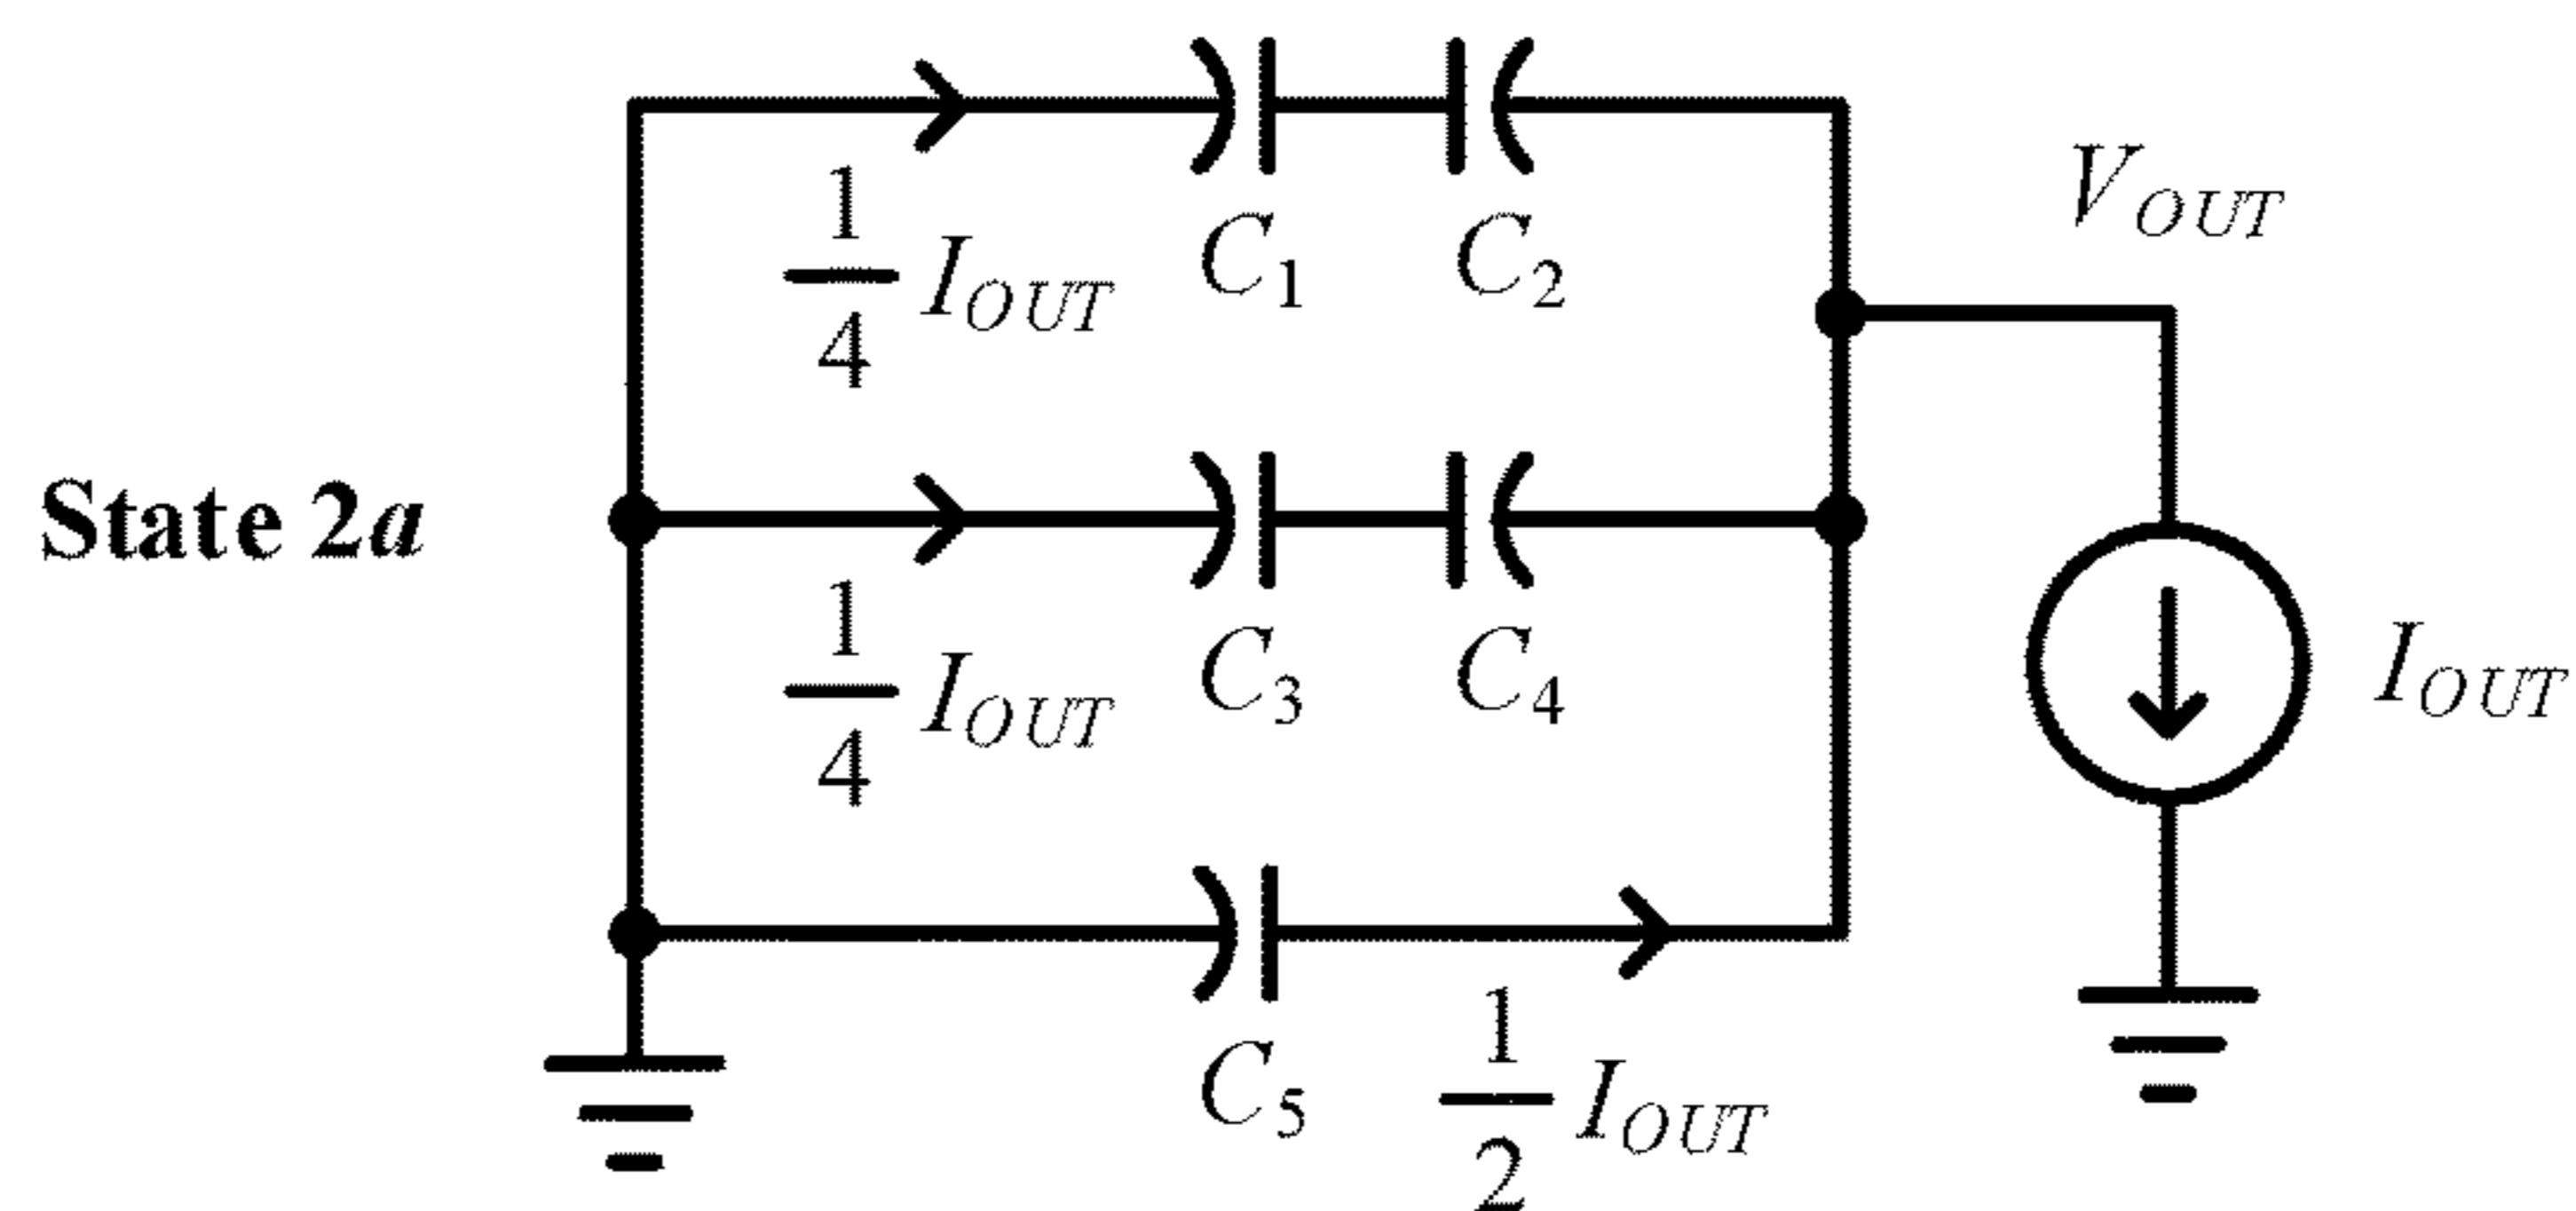 V_OUT
1/4 I_OUT
C_1
C_2
State 2a
1/4 I_OUT
C_3
C_4
I_OUT
C_5
1/2 I_OUT